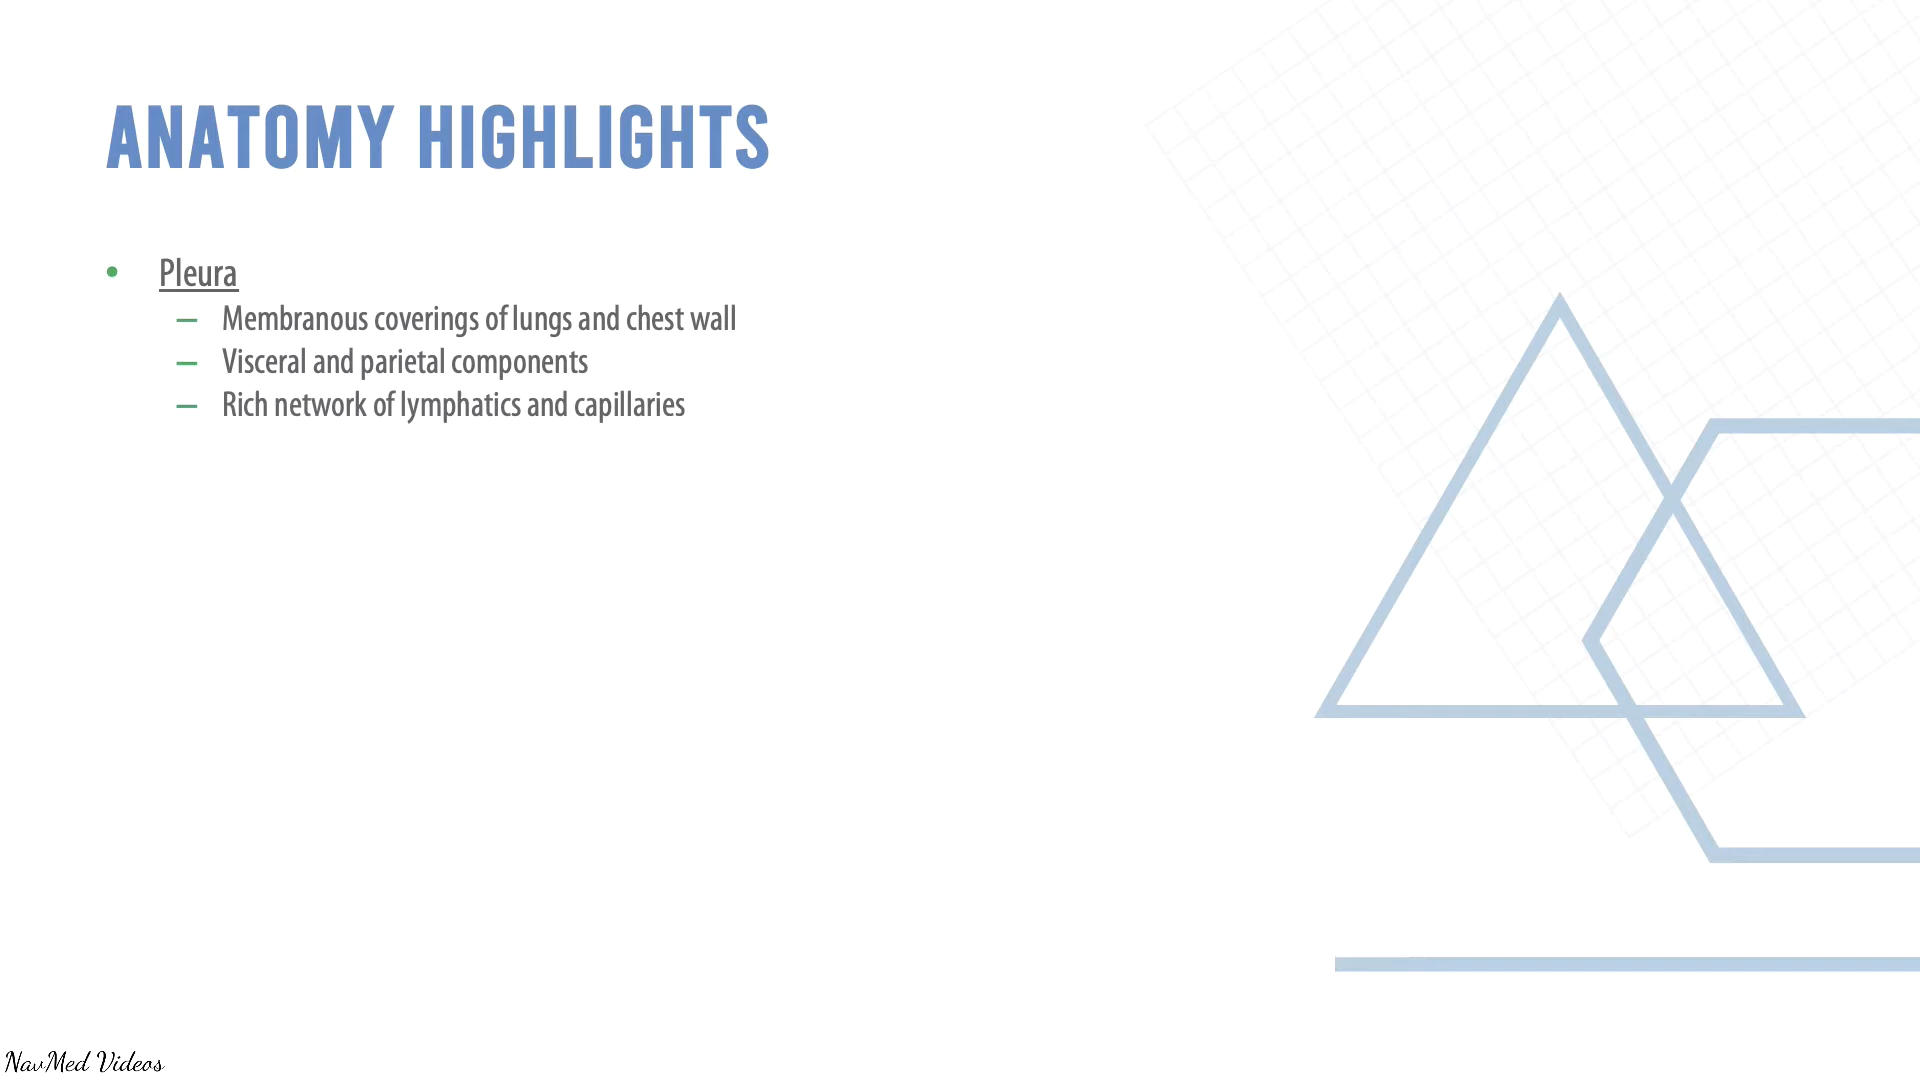 ANATOMY HIGHLIGHTS
• Pleura
– Membranous coverings of lungs and chest wall
– Visceral and parietal components
– Rich network of lymphatics and capillaries
NavMed Videos